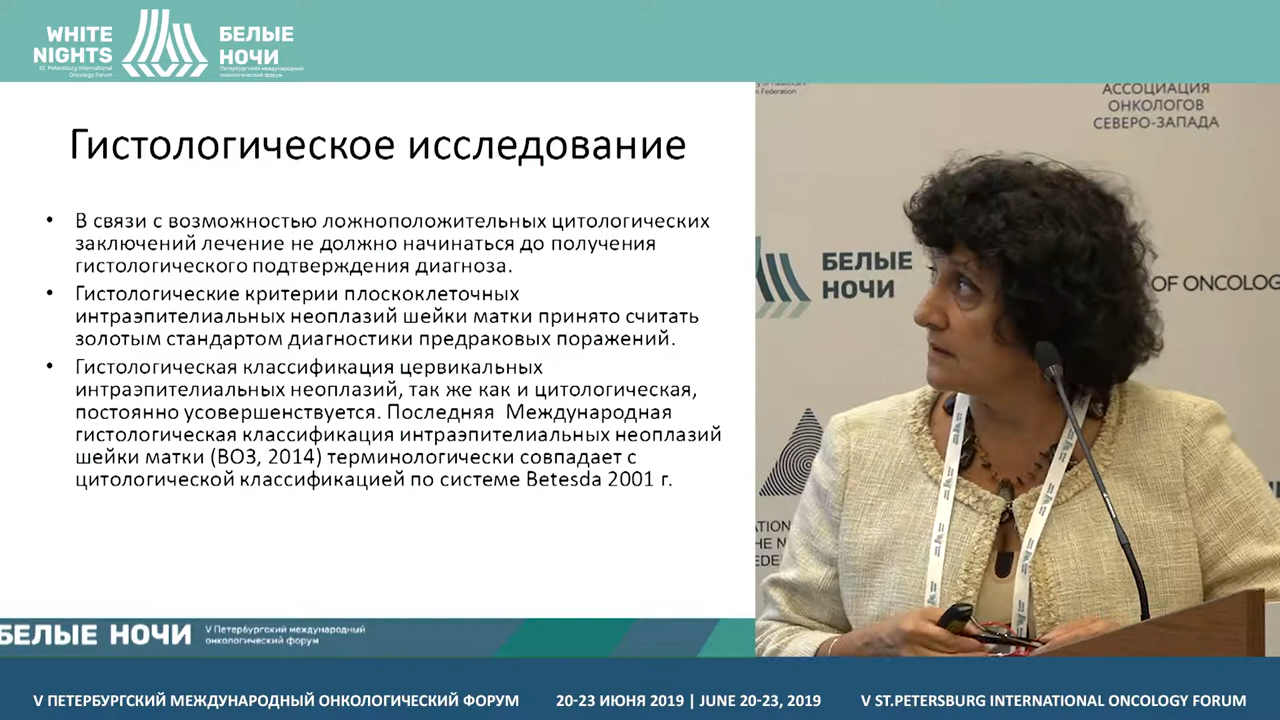 WHITE
NIGHTS
St. Petersburg International
Oncology Forum
БЕЛЫЕ
НОЧИ
Петербургский международный
онкологический форум
Гистологическое исследование
• В связи с возможностью ложноположительных цитологических
заключений лечение не должно начинаться до получения
гистологического подтверждения диагноза.
• Гистологические критерии плоскоклеточных
интраэпителиальных неоплазий шейки матки принято считать
золотым стандартом диагностики предраковых поражений.
• Гистологическая классификация цервикальных
интраэпителиальных неоплазий, так же как и цитологическая,
постоянно усовершенствуется. Последняя Международная
гистологическая классификация интраэпителиальных неоплазий
шейки матки (ВОЗ, 2014) терминологически совпадает с
цитологической классификацией по системе Betesda 2001 г.
БЕЛЫЕ НОЧИ
V Петербургский международный
онкологический форум
Federation
АССОЦИАЦИЯ
ОНКОЛОГОВ
СЕВЕРО-ЗАПАДА
БЕЛЫЕ
НОЧИ
OF ONCOLOG
V ПЕТЕРБУРГСКИЙ МЕЖДУНАРОДНЫЙ ОНКОЛОГИЧЕСКИЙ ФОРУМ 20-23 ИЮНЯ 2019 | JUNE 20-23, 2019 V ST.PETERSBURG INTERNATIONAL ONCOLOGY FORUM